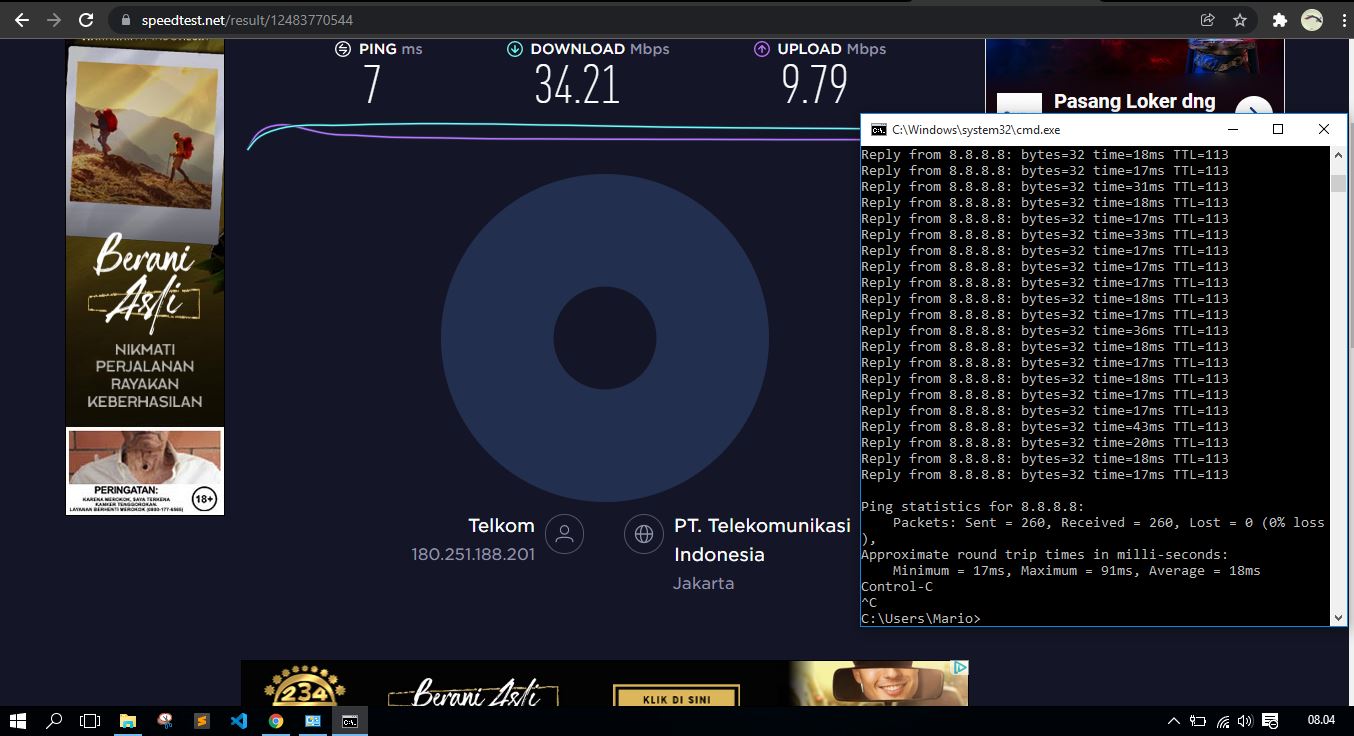 speedtest.net/result/12483770544
PING ms
7
DOWNLOAD Mbps
34.21
UPLOAD Mbps
9.79
Berani
Asli
NIKMATI
PERJALANAN
RAYAKAN
KEBERHASILAN
PERINGATAN:
KARENA MEROKOK, SAYA TERKENA
KANKER TENGGOROKAN.
LAYANAN BERHENTI MEROKOK (0800-177-6565)
18+
Telkom
180.251.188.201
PT. Telekomunikasi
Indonesia
Jakarta
Pasang Loker dng
C:\Windows\system32\cmd.exe
Reply from 8.8.8.8: bytes=32 time=18ms TTL=113
Reply from 8.8.8.8: bytes=32 time=17ms TTL=113
Reply from 8.8.8.8: bytes=32 time=31ms TTL=113
Reply from 8.8.8.8: bytes=32 time=18ms TTL=113
Reply from 8.8.8.8: bytes=32 time=17ms TTL=113
Reply from 8.8.8.8: bytes=32 time=33ms TTL=113
Reply from 8.8.8.8: bytes=32 time=17ms TTL=113
Reply from 8.8.8.8: bytes=32 time=17ms TTL=113
Reply from 8.8.8.8: bytes=32 time=17ms TTL=113
Reply from 8.8.8.8: bytes=32 time=18ms TTL=113
Reply from 8.8.8.8: bytes=32 time=17ms TTL=113
Reply from 8.8.8.8: bytes=32 time=36ms TTL=113
Reply from 8.8.8.8: bytes=32 time=18ms TTL=113
Reply from 8.8.8.8: bytes=32 time=17ms TTL=113
Reply from 8.8.8.8: bytes=32 time=18ms TTL=113
Reply from 8.8.8.8: bytes=32 time=17ms TTL=113
Reply from 8.8.8.8: bytes=32 time=17ms TTL=113
Reply from 8.8.8.8: bytes=32 time=43ms TTL=113
Reply from 8.8.8.8: bytes=32 time=20ms TTL=113
Reply from 8.8.8.8: bytes=32 time=18ms TTL=113
Reply from 8.8.8.8: bytes=32 time=17ms TTL=113
Ping statistics for 8.8.8.8:
Packets: Sent = 260, Received = 260, Lost = 0 (0% loss
),
Approximate round trip times in milli-seconds:
Minimum = 17ms, Maximum = 91ms, Average = 18ms
Control-C
^C
C:\Users\Mario>
234
Berani Asli
KLIK DI SINI
08.04